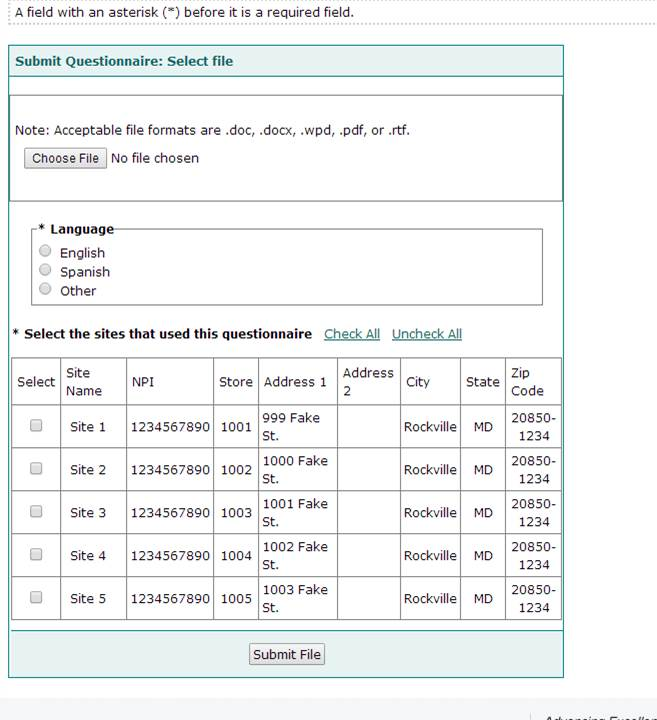 A field with an asterisk (*) before it is a required field.
Submit Questionnaire: Select file
Note: Acceptable file formats are .doc, .docx, .wpd, .pdf, or .rtf.
Choose File No file chosen
* Language
English
Spanish
Other
* Select the sites that used this questionnaire Check All Uncheck All
Select Site Name NPI Store Address 1 Address 2 City State Zip Code
Site 1 1234567890 1001 999 Fake St. Rockville MD 20850-1234
Site 2 1234567890 1002 1000 Fake St. Rockville MD 20850-1234
Site 3 1234567890 1003 1001 Fake St. Rockville MD 20850-1234
Site 4 1234567890 1004 1002 Fake St. Rockville MD 20850-1234
Site 5 1234567890 1005 1003 Fake St. Rockville MD 20850-1234
Submit File